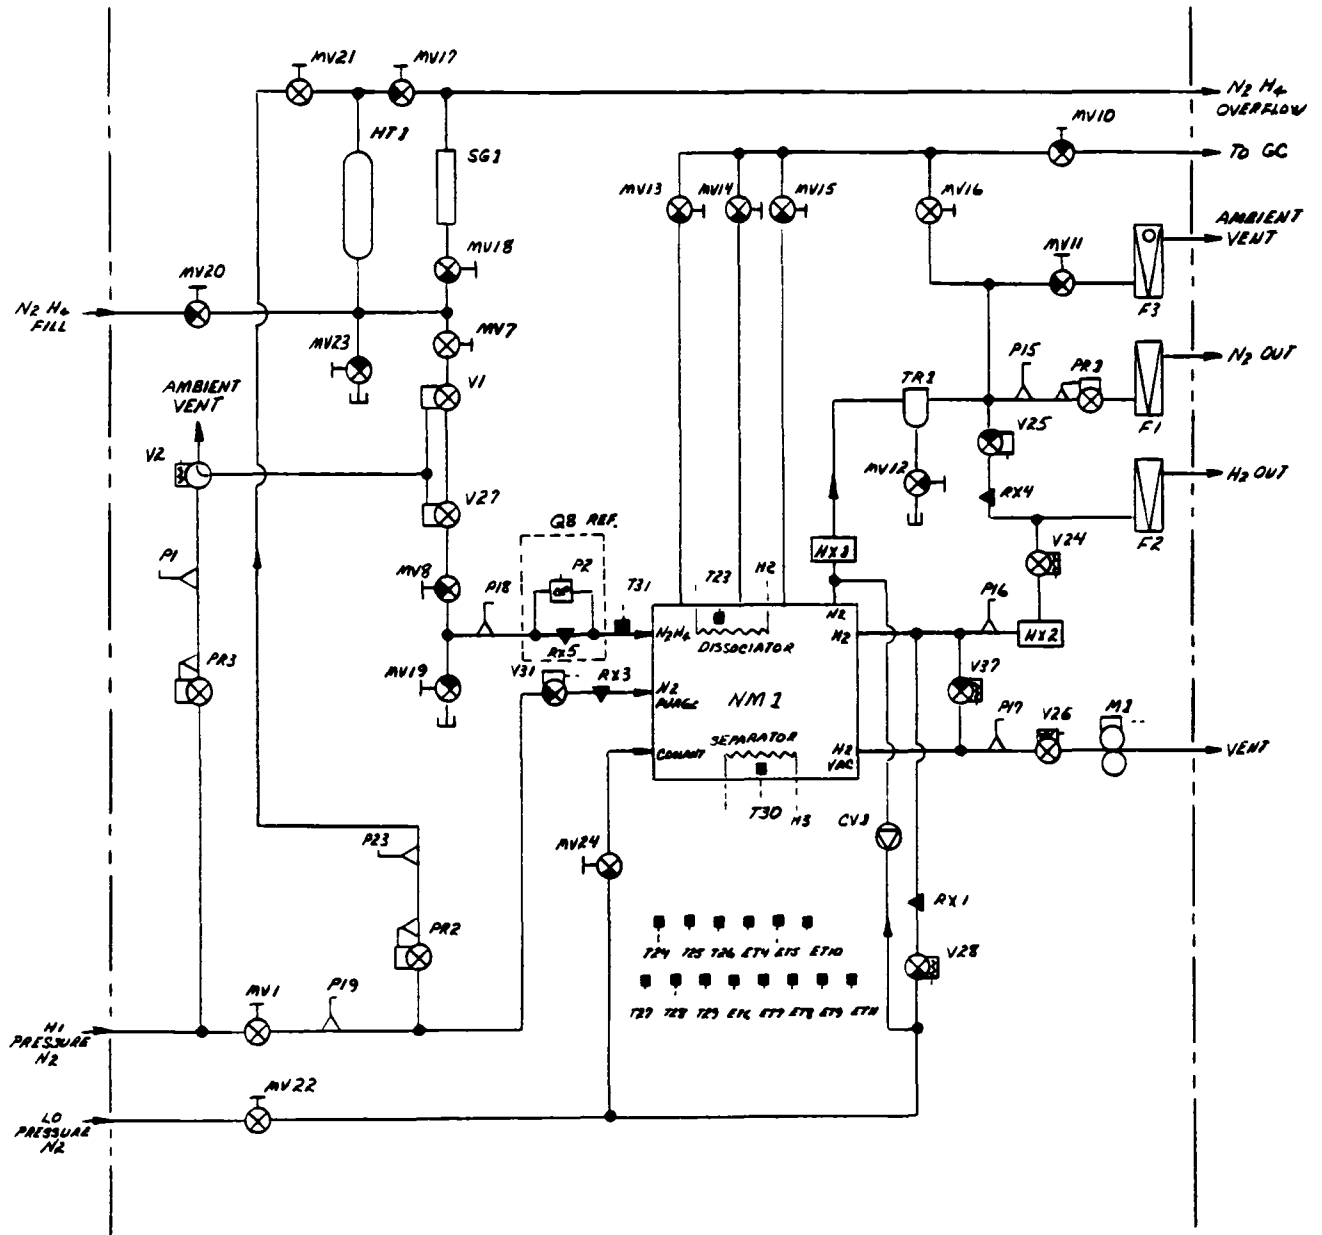 MV21
MV17
N2 H4
OVERFLOW
MV10
HT1
SG1
TO GC
MV13
MV14
MV15
MV16
AMBIENT
VENT
MV20
MV18
MV11
N2 H4
FILL
MV7
F3
MV23
P15
PR1
N2 OUT
AMBIENT
VENT
V1
TR1
F1
V25
V2
MV12
H2 OUT
V27
RX4
Q8 REF.
HX1
V24
F2
P1
P2
T31
T23
H2
MV8
P18
P16
N2
N2H4
H2
HX2
RX5
DISSOCIATOR
PR3
MV19
V31
RX3
N2
PURGE
NM1
V37
P17
V26
M1
SEPARATOR
COOLANT
H2
VAC
VENT
T30
H3
CV1
P23
MV24
RX1
PR2
T24 T25 T26 ET4 ET5 ET10
V28
T27 T28 T29 ET6 ET7 ET8 ET9 ET11
MV1
P19
HI
PRESSURE
N2
MV22
LO
PRESSURE
N2